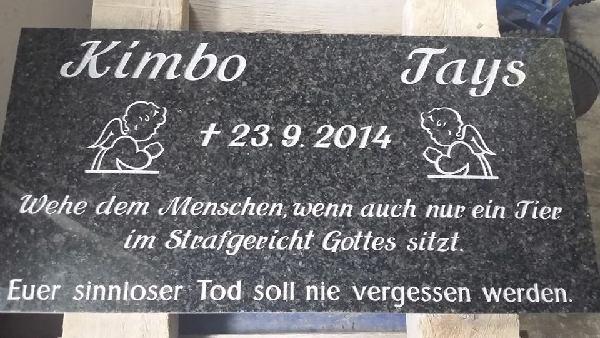 Kimbo Tays
† 23. 9. 2014
Wehe dem Menschen, wenn auch nur ein Tier
im Strafgericht Gottes sitzt.
Euer sinnloser Tod soll nie vergessen werden.